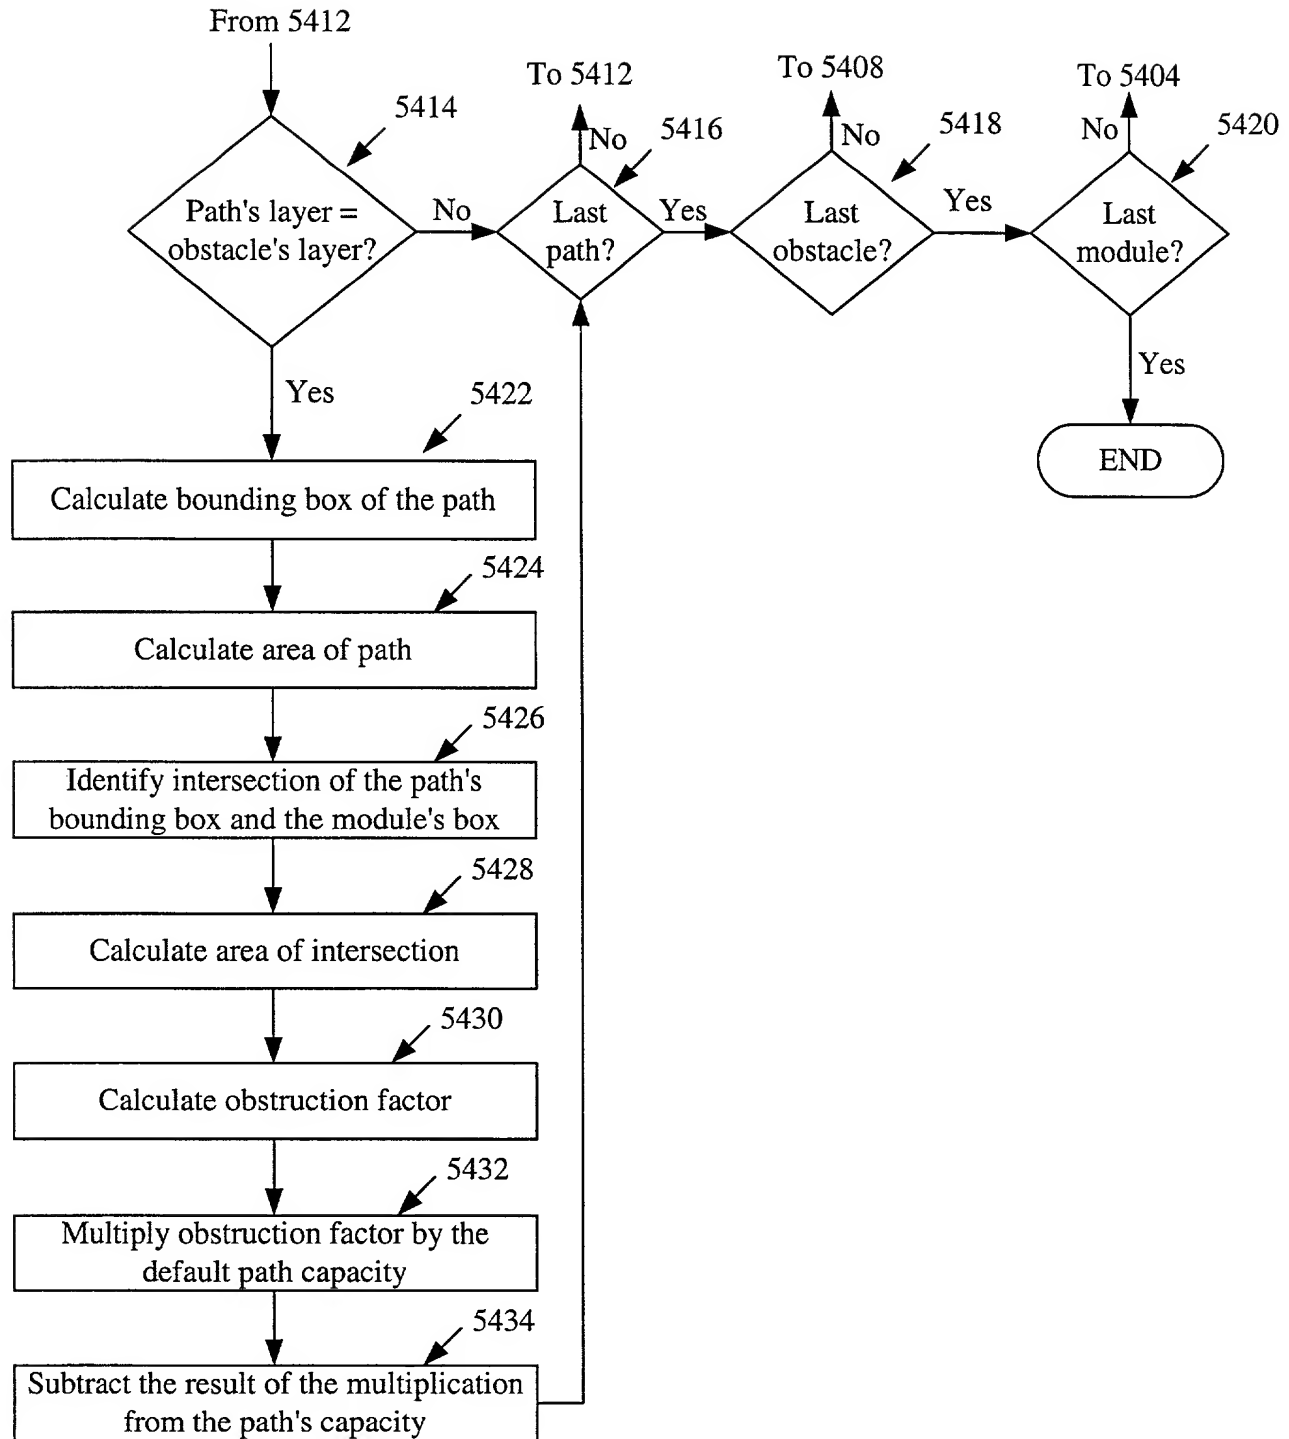 From 5412
To 5412
To 5408
To 5404
5414
No
5416
No
5418
No
5420
Path's layer =
obstacle's layer?
No
Last
path?
Yes
Last
obstacle?
Yes
Last
module?
Yes
Yes
END
5422
Calculate bounding box of the path
5424
Calculate area of path
5426
Identify intersection of the path's
bounding box and the module's box
5428
Calculate area of intersection
5430
Calculate obstruction factor
5432
Multiply obstruction factor by the
default path capacity
5434
Subtract the result of the multiplication
from the path's capacity